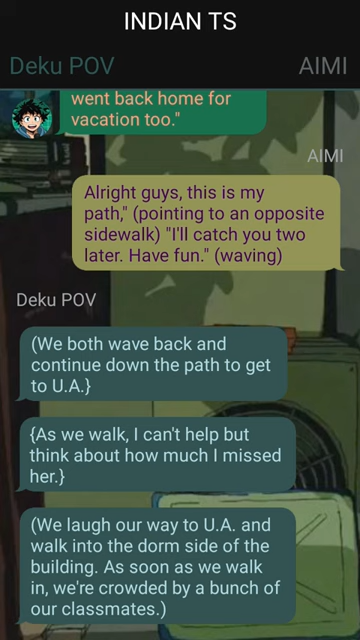 INDIAN TS
Deku POV
AIMI
went back home for
vacation too."
AIMI
Alright guys, this is my
path," (pointing to an opposite
sidewalk) "I'll catch you two
later. Have fun." (waving)
Deku POV
(We both wave back and
continue down the path to get
to U.A.}
{As we walk, I can't help but
think about how much I missed
her.}
(We laugh our way to U.A. and
walk into the dorm side of the
building. As soon as we walk
in, we're crowded by a bunch of
our classmates.)